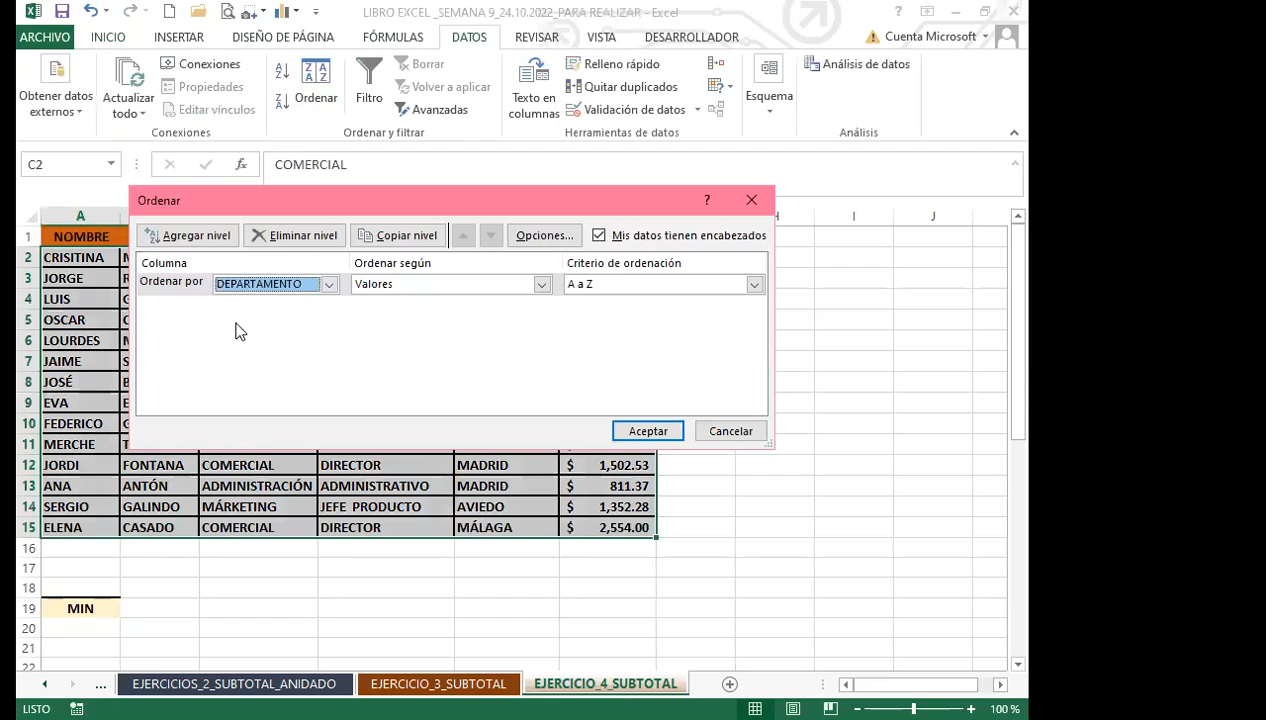 LIBRO EXCEL _SEMANA 9_24.10.2022_PARA REALIZAR - Excel
ARCHIVO INICIO INSERTAR DISEÑO DE PÁGINA FÓRMULAS DATOS REVISAR VISTA DESARROLLADOR Cuenta Microsoft
Obtener datos externos
Actualizar todo
Conexiones
Propiedades
Editar vínculos
Conexiones
Ordenar
Filtro
Borrar
Volver a aplicar
Avanzadas
Ordenar y filtrar
Texto en columnas
Relleno rápido
Quitar duplicados
Validación de datos
Herramientas de datos
Esquema
Análisis de datos
Análisis
C2 fx COMERCIAL
Ordenar ?
Agregar nivel Eliminar nivel Copiar nivel Opciones... Mis datos tienen encabezados
Columna Ordenar según Criterio de ordenación
Ordenar por DEPARTAMENTO Valores A a Z
Aceptar Cancelar
A I J
1 NOMBRE
2 CRISITINA
3 JORGE
4 LUIS
5 OSCAR
6 LOURDES
7 JAIME
8 JOSÉ
9 EVA
10 FEDERICO
11 MERCHE
12 JORDI FONTANA COMERCIAL DIRECTOR MADRID $ 1,502.53
13 ANA ANTÓN ADMINISTRACIÓN ADMINISTRATIVO MADRID $ 811.37
14 SERGIO GALINDO MÁRKETING JEFE PRODUCTO AVIEDO $ 1,352.28
15 ELENA CASADO COMERCIAL DIRECTOR MÁLAGA $ 2,554.00
16
17
18
19 MIN
20
21
22
... EJERCICIOS_2_SUBTOTAL_ANIDADO EJERCICIO_3_SUBTOTAL EJERCICIO_4_SUBTOTAL
LISTO 100 %